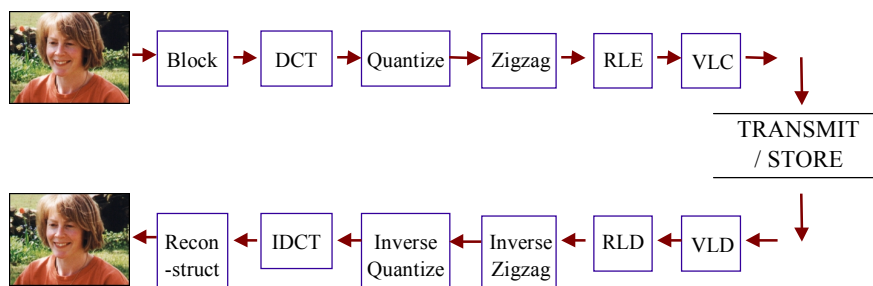 Block
DCT
Quantize
Zigzag
RLE
VLC
TRANSMIT
/ STORE
Recon
-struct
IDCT
Inverse
Quantize
Inverse
Zigzag
RLD
VLD